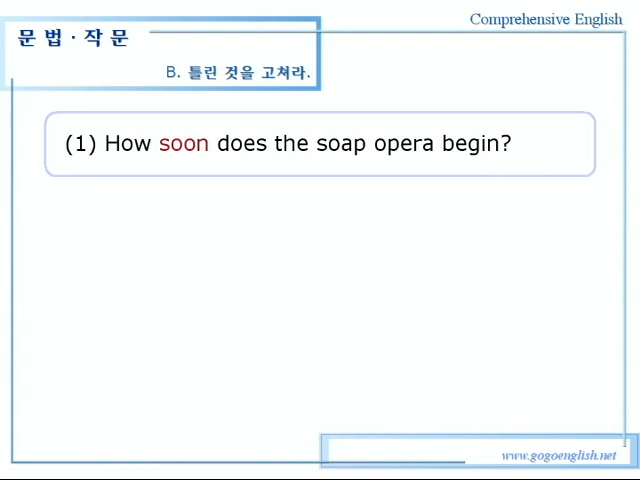 Comprehensive English
문 법 · 작 문
B. 틀린 것을 고쳐라.
(1) How soon does the soap opera begin?
www.gogoenglish.net